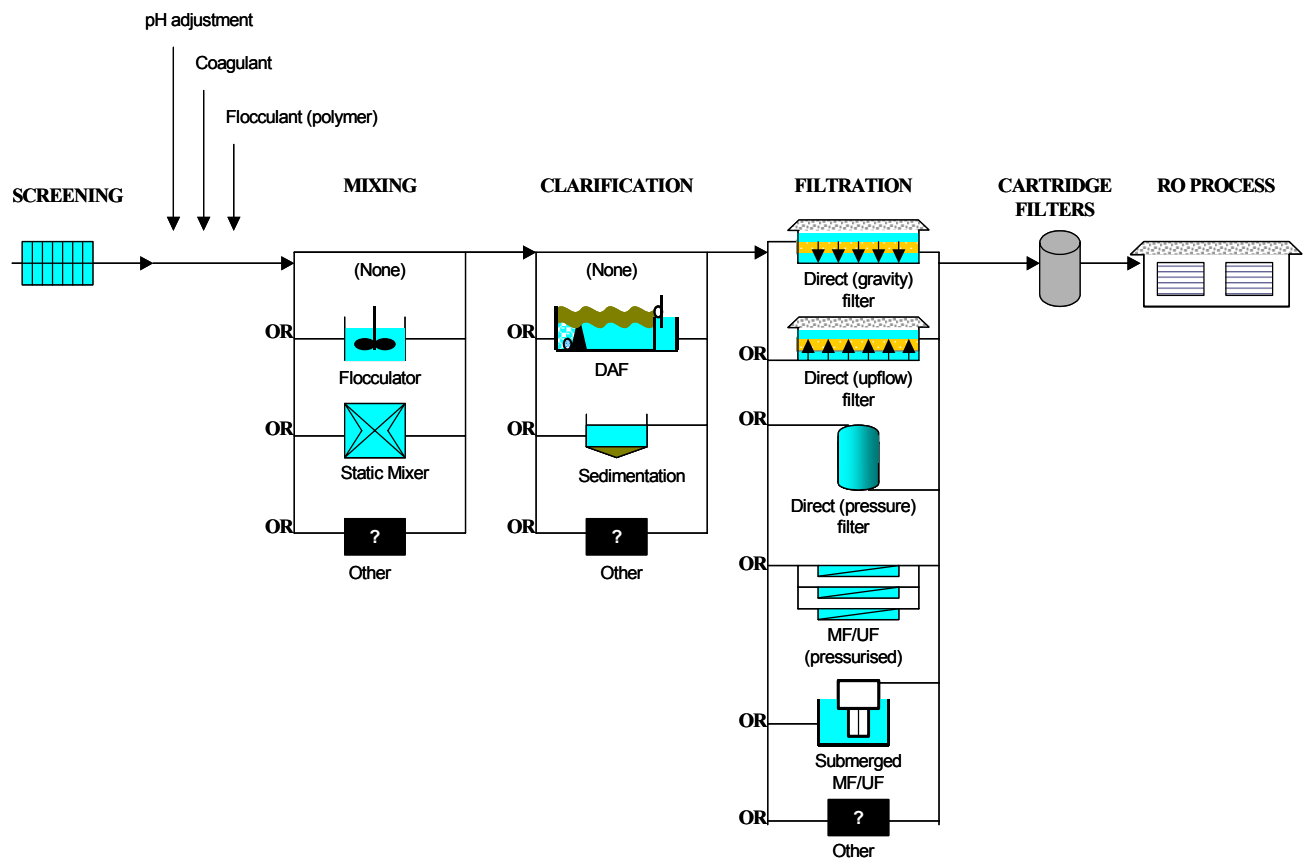 pH adjustment
Coagulant
Flocculant (polymer)
SCREENING
MIXING
CLARIFICATION
FILTRATION
CARTRIDGE
FILTERS
RO PROCESS
(None)
OR
Flocculator
OR
Static Mixer
OR
?
Other
(None)
OR
DAF
OR
Sedimentation
OR
?
Other
Direct (gravity)
filter
OR
Direct (upflow)
filter
OR
Direct (pressure)
filter
OR
MF/UF
(pressurised)
OR
Submerged
MF/UF
OR
?
Other